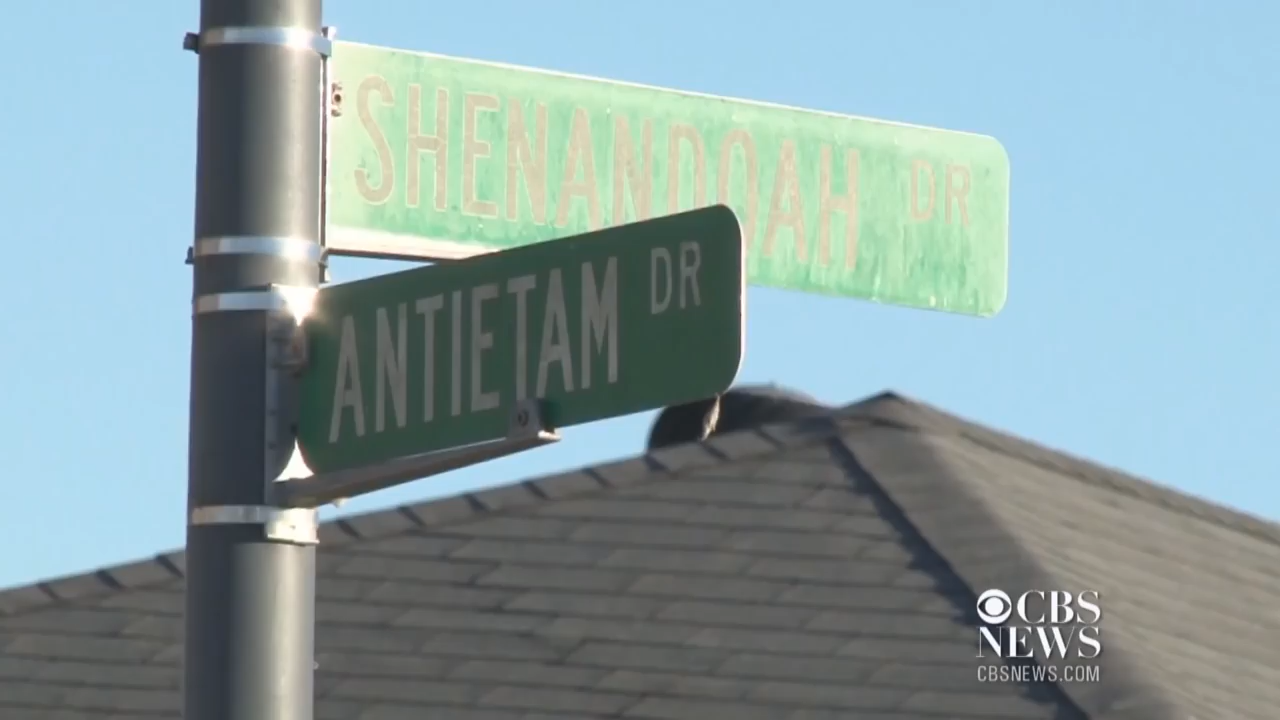 SHENANDOAH DR
ANTIETAM DR
CBS
NEWS
CBSNEWS.COM